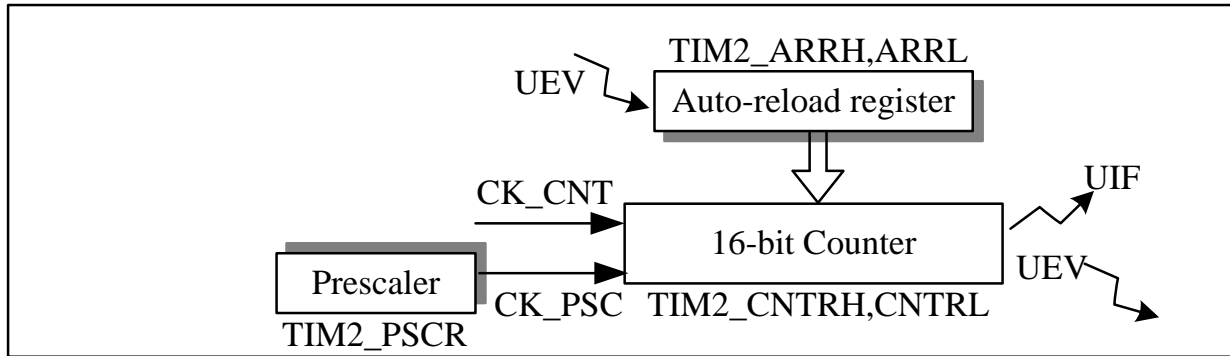 TIM2_ARRH,ARRL
UEV
Auto-reload register
CK_CNT
UIF
16-bit Counter
UEV
Prescaler
CK_PSC
TIM2_CNTRH,CNTRL
TIM2_PSCR